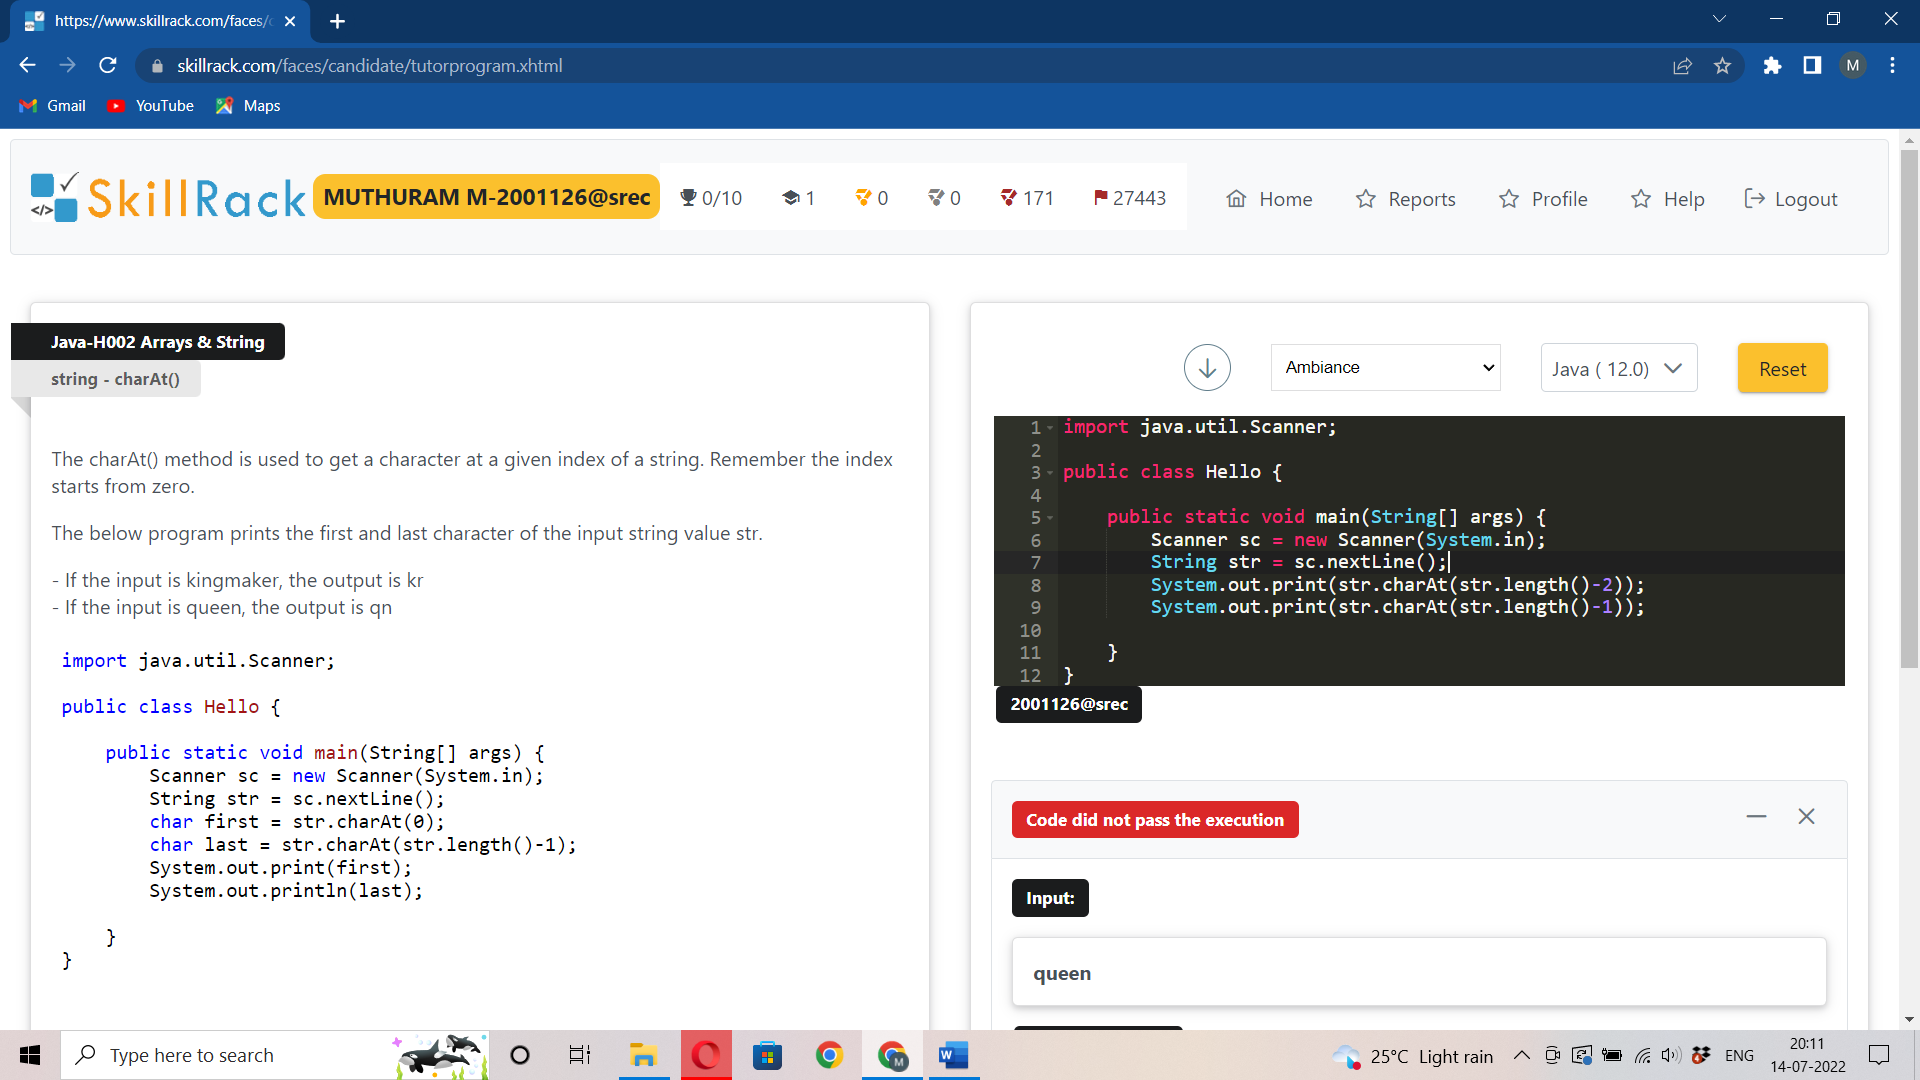 https://www.skillrack.com/faces/c
skillrack.com/faces/candidate/tutorprogram.xhtml
M
Gmail YouTube Maps
SkillRack
MUTHURAM M-2001126@srec 0/10 1 0 0 171 27443 Home Reports Profile Help Logout
Java-H002 Arrays & String
string - charAt()
The charAt() method is used to get a character at a given index of a string. Remember the index
starts from zero.
The below program prints the first and last character of the input string value str.
- If the input is kingmaker, the output is kr
- If the input is queen, the output is qn
import java.util.Scanner;
public class Hello {
public static void main(String[] args) {
Scanner sc = new Scanner(System.in);
String str = sc.nextLine();
char first = str.charAt(0);
char last = str.charAt(str.length()-1);
System.out.print(first);
System.out.println(last);
}
}
Ambiance Java ( 12.0) Reset
1 import java.util.Scanner;
2
3 public class Hello {
4
5 public static void main(String[] args) {
6 Scanner sc = new Scanner(System.in);
7 String str = sc.nextLine();
8 System.out.print(str.charAt(str.length()-2));
9 System.out.print(str.charAt(str.length()-1));
10
11 }
12 }
2001126@srec
Code did not pass the execution
Input:
queen
Type here to search
M
W
25°C Light rain ENG 20:11
14-07-2022